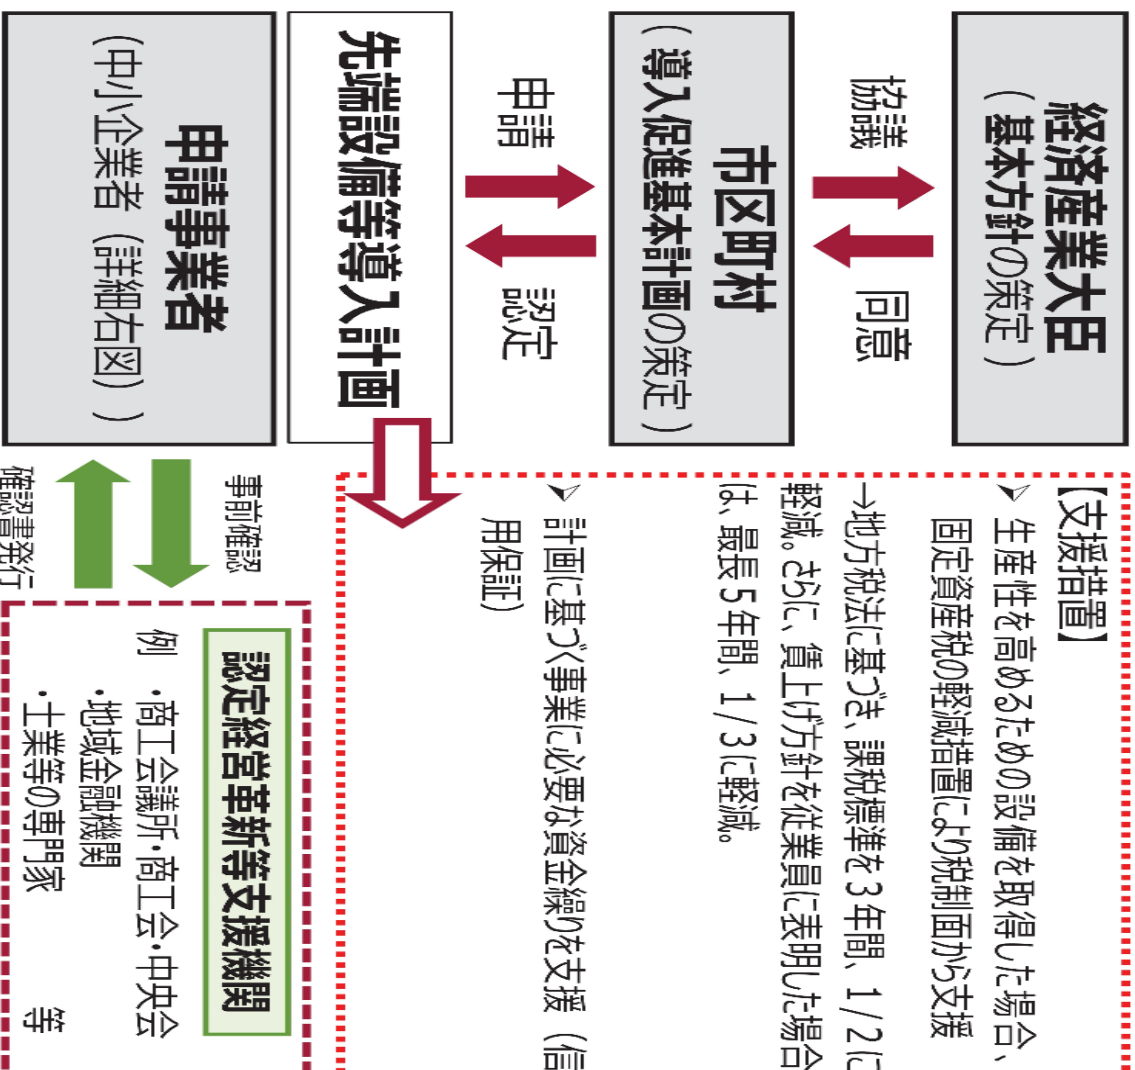 経済産業大臣
（基本方針の策定）
協議
同意
市区町村
（導入促進基本計画の策定）
申請
認定
先端設備等導入計画
申請事業者
（中小企業者（詳細右図））
【支援措置】
➢ 生産性を高めるための設備を取得した場合、
固定資産税の軽減措置により税制面から支援
→地方税法に基づき、課税標準を３年間、１/２に
軽減。さらに、賃上げ方針を従業員に表明した場合
は、最長５年間、１/３に軽減。
➢ 計画に基づく事業に必要な資金繰りを支援（信
用保証）
事前確認
確認書発行
認定経営革新等支援機関
例 ・商工会議所・商工会・中央会
・地域金融機関
・士業等の専門家 等